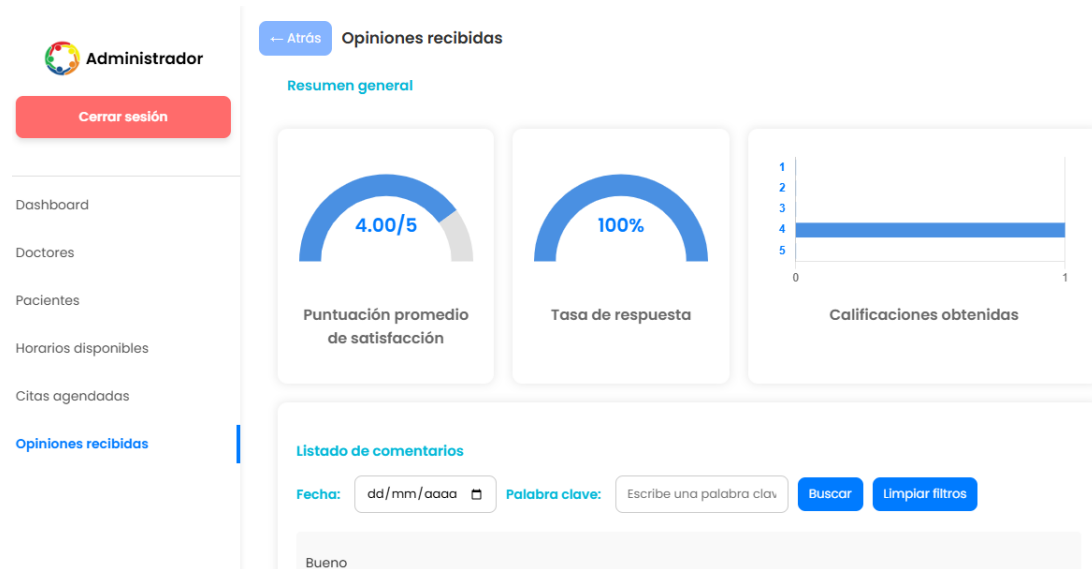 Administrador
Cerrar sesión
Dashboard
Doctores
Pacientes
Horarios disponibles
Citas agendadas
Opiniones recibidas
← Atrás
Opiniones recibidas
Resumen general
4.00/5
Puntuación promedio
de satisfacción
100%
Tasa de respuesta
1
2
3
4
5
0
1
Calificaciones obtenidas
Listado de comentarios
Fecha:
dd/mm/aaaa
Palabra clave:
Escribe una palabra clav
Buscar
Limpiar filtros
Bueno